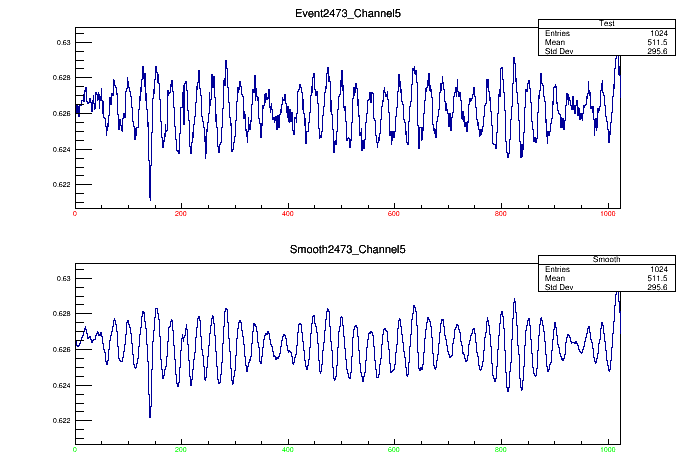 Event2473_Channel5
Test
Entries 1024
Mean 511.5
Std Dev 295.6
0.63
0.628
0.626
0.624
0.622
0 200 400 600 800 1000
Smooth2473_Channel5
Smooth
Entries 1024
Mean 511.5
Std Dev 295.6
0.63
0.628
0.626
0.624
0.622
0 200 400 600 800 1000